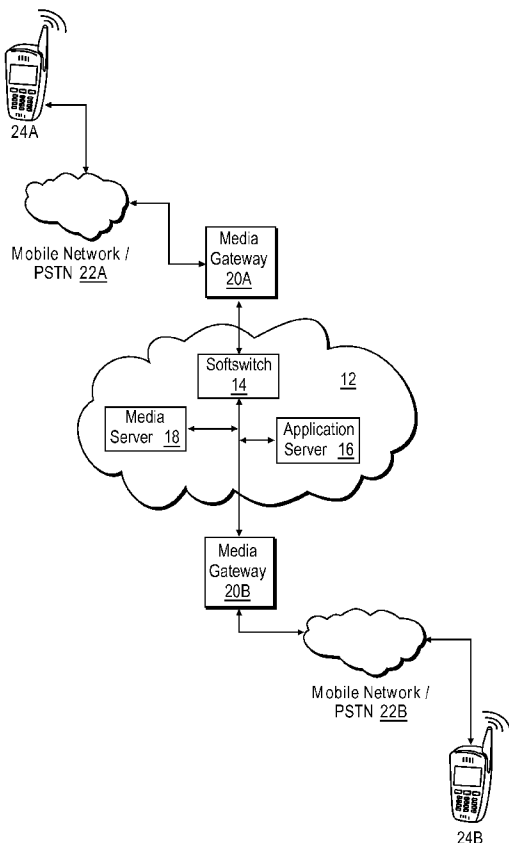 24A
Mobile Network /
PSTN 22A
Media
Gateway
20A
Softswitch
14
12
Media
Server 18
Application
Server 16
Media
Gateway
20B
Mobile Network /
PSTN 22B
24B